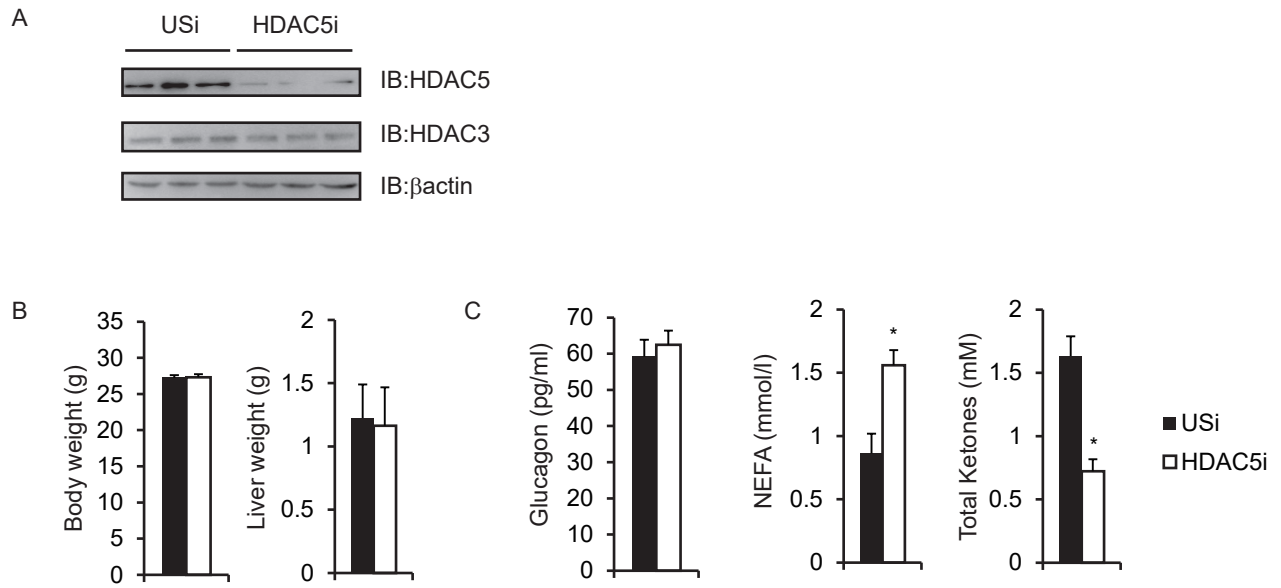 A
USi HDAC5i
IB:HDAC5
IB:HDAC3
IB:βactin
B
Body weight (g)
35
30
25
20
15
10
5
0
Liver weight (g)
2
1.5
1
0.5
0
C
Glucagon (pg/ml)
70
60
50
40
30
20
10
0
NEFA (mmol/l)
2
1.5
1
0.5
0
*
Total Ketones (mM)
2
1.5
1
0.5
0
*
USi
HDAC5i